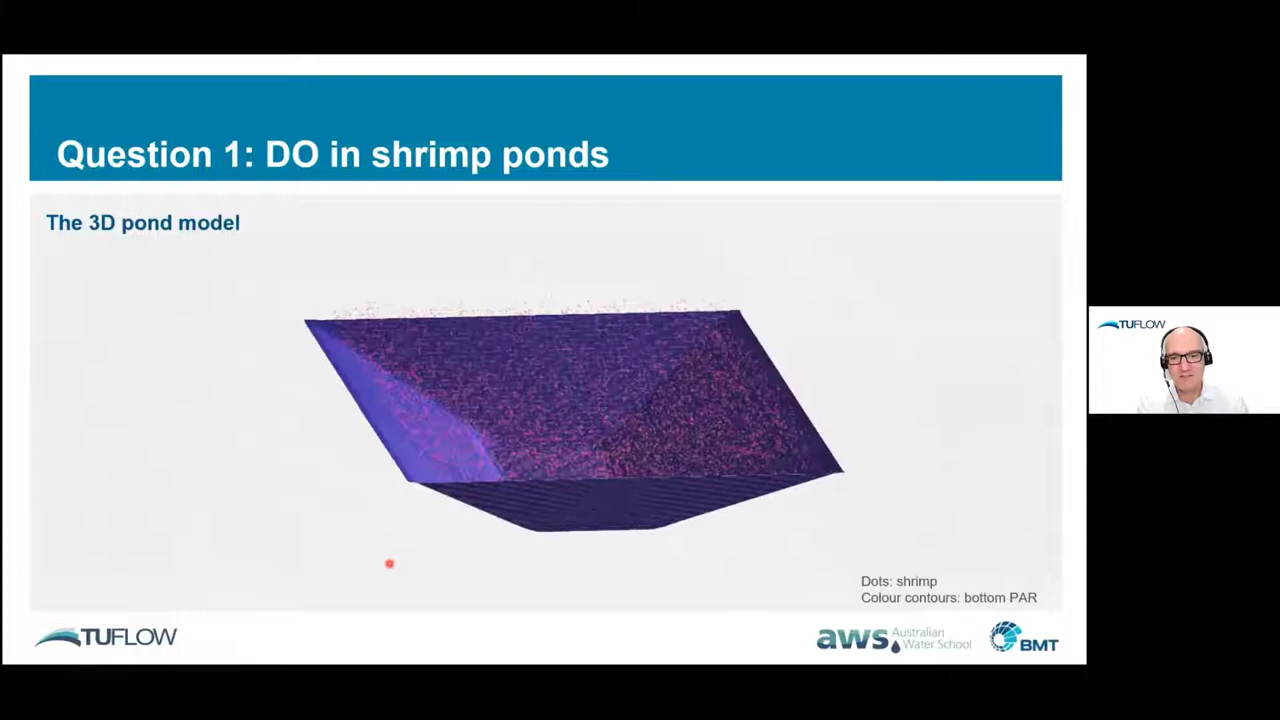 Question 1: DO in shrimp ponds
The 3D pond model
TUFLOW
Dots: shrimp
Colour contours: bottom PAR
TUFLOW
aws Australian
Water School
BMT